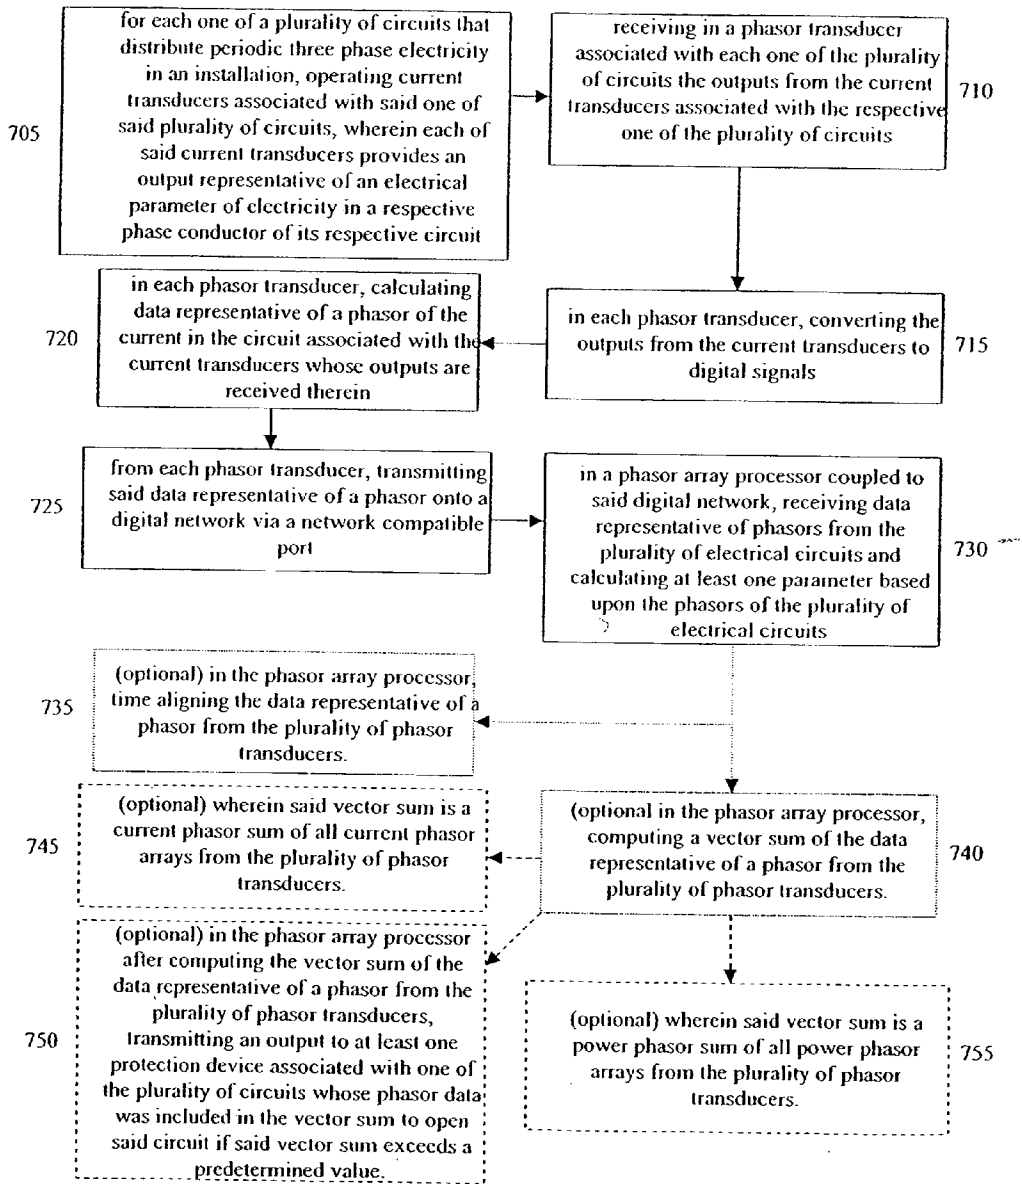 705
for each one of a plurality of circuits that
distribute periodic three phase electricity
in an installation, operating current
transducers associated with said one of
said plurality of circuits, wherein each of
said current transducers provides an
output representative of an electrical
parameter of electricity in a respective
phase conductor of its respective circuit
receiving in a phasor transducer
associated with each one of the plurality
of circuits the outputs from the current
transducers associated with the respective
one of the plurality of circuits
710
720
in each phasor transducer, calculating
data representative of a phasor of the
current in the circuit associated with the
current transducers whose outputs are
received therein
in each phasor transducer, converting the
outputs from the current transducers to
digital signals
715
725
from each phasor transducer, transmitting
said data representative of a phasor onto a
digital network via a network compatible
port
in a phasor array processor coupled to
said digital network, receiving data
representative of phasors from the
plurality of electrical circuits and
calculating at least one parameter based
upon the phasors of the plurality of
electrical circuits
730
735
(optional) in the phasor array processor,
time aligning the data representative of a
phasor from the plurality of phasor
transducers.
745
(optional) wherein said vector sum is a
current phasor sum of all current phasor
arrays from the plurality of phasor
transducers.
(optional in the phasor array processor,
computing a vector sum of the data
representative of a phasor from the
plurality of phasor transducers.
740
750
(optional) in the phasor array processor
after computing the vector sum of the
data representative of a phasor from the
plurality of phasor transducers,
transmitting an output to at least one
protection device associated with one of
the plurality of circuits whose phasor data
was included in the vector sum to open
said circuit if said vector sum exceeds a
predetermined value.
(optional) wherein said vector sum is a
power phasor sum of all power phasor
arrays from the plurality of phasor
transducers.
755